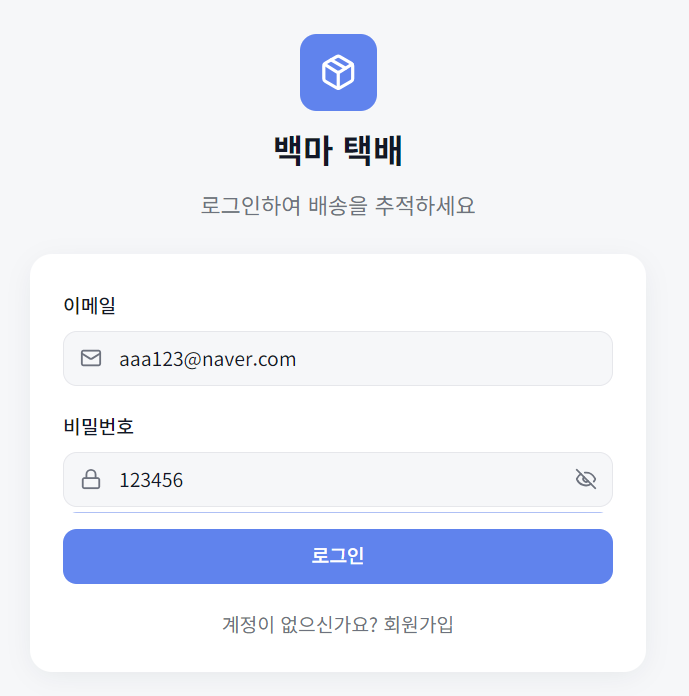 백마 택배
로그인하여 배송을 추적하세요
이메일
aaa123@naver.com
비밀번호
123456
로그인
계정이 없으신가요? 회원가입